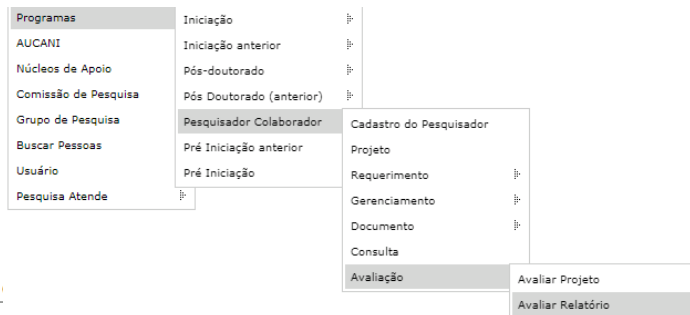 Programas
AUCANI
Núcleos de Apoio
Comissão de Pesquisa
Grupo de Pesquisa
Buscar Pessoas
Usuário
Pesquisa Atende
Iniciação
Iniciação anterior
Pós-doutorado
Pós Doutorado (anterior)
Pesquisador Colaborador
Pré Iniciação anterior
Pré Iniciação
Cadastro do Pesquisador
Projeto
Requerimento
Gerenciamento
Documento
Consulta
Avaliação
Avaliar Projeto
Avaliar Relatório